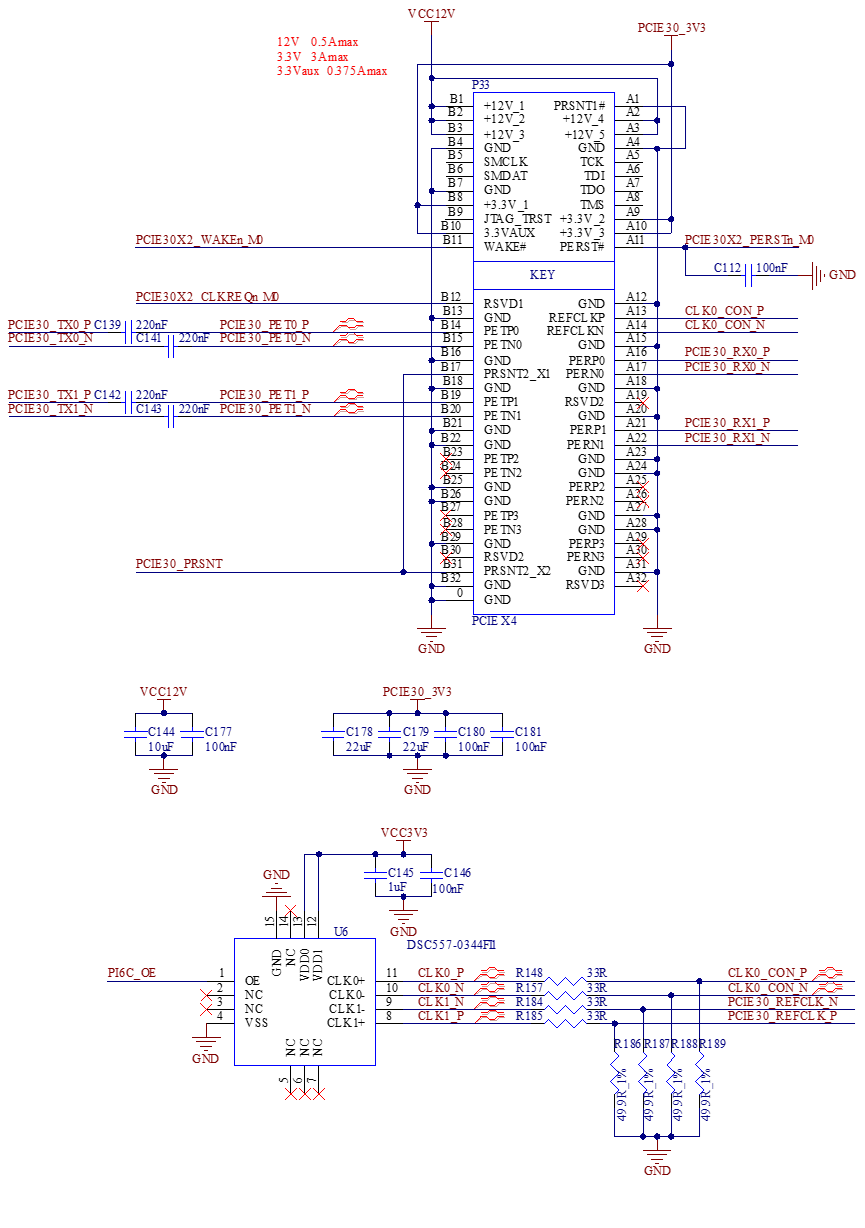 VCC12V
PCIE30_3V3
12V 0.5Amax
3.3V 3Amax
3.3Vaux 0.375Amax
P33
B1 +12V_1 PRSNT1# A1
B2 +12V_2 +12V_4 A2
B3 +12V_3 +12V_5 A3
B4 GND GND A4
B5 SMCLK TCK A5
B6 SMDAT TDI A6
B7 GND TDO A7
B8 +3.3V_1 TMS A8
B9 JTAG_TRST +3.3V_2 A9
B10 3.3VAUX +3.3V_3 A10
PCIE30X2_WAKEn_M0 B11 WAKE# PERST# A11 PCIE30X2_PERSTn_M0
C112 100nF GND
KEY
PCIE30X2_CLKREQn_M0 B12 RSVD1 GND A12
B13 GND REFCLKP A13 CLK0_CON_P
PCIE30_TX0_P C139 220nF PCIE30_PET0_P B14 PETP0 REFCLKN A14 CLK0_CON_N
PCIE30_TX0_N C141 220nF PCIE30_PET0_N B15 PETN0 GND A15
B16 GND PERP0 A16 PCIE30_RX0_P
B17 PRSNT2_X1 PERN0 A17 PCIE30_RX0_N
B18 GND GND A18
PCIE30_TX1_P C142 220nF PCIE30_PET1_P B19 PETP1 RSVD2 A19
PCIE30_TX1_N C143 220nF PCIE30_PET1_N B20 PETN1 GND A20
B21 GND PERP1 A21 PCIE30_RX1_P
B22 GND PERN1 A22 PCIE30_RX1_N
B23 PETP2 GND A23
B24 PETN2 GND A24
B25 GND PERP2 A25
B26 GND PERN2 A26
B27 PETP3 GND A27
B28 PETN3 GND A28
B29 GND PERP3 A29
B30 RSVD2 PERN3 A30
PCIE30_PRSNT B31 PRSNT2_X2 GND A31
B32 GND RSVD3 A32
0 GND
PCIE X4
GND GND
VCC12V PCIE30_3V3
C144 C177 C178 C179 C180 C181
10uF 100nF 22uF 22uF 100nF 100nF
GND GND
VCC3V3
C145 C146
1uF 100nF
GND
GND
15 14 13 12
U6
DSC557-0344FI1
GND NC VDD0 VDD1
PI6C_OE 1 OE CLK0+ 11 CLK0_P R148 33R CLK0_CON_P
2 NC CLK0- 10 CLK0_N R157 33R CLK0_CON_N
3 NC CLK1- 9 CLK1_N R184 33R PCIE30_REFCLK_N
4 VSS CLK1+ 8 CLK1_P R185 33R PCIE30_REFCLK_P
GND
NC NC NC
5 6 7
R186 R187 R188 R189
49.9R_1% 49.9R_1% 49.9R_1% 49.9R_1%
GND